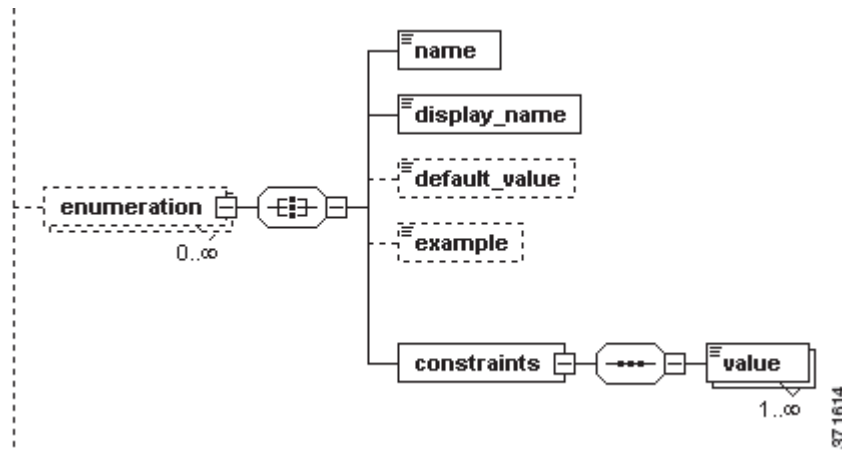 name
display_name
default_value
enumeration
0..∞
example
constraints
value
1..∞
371614